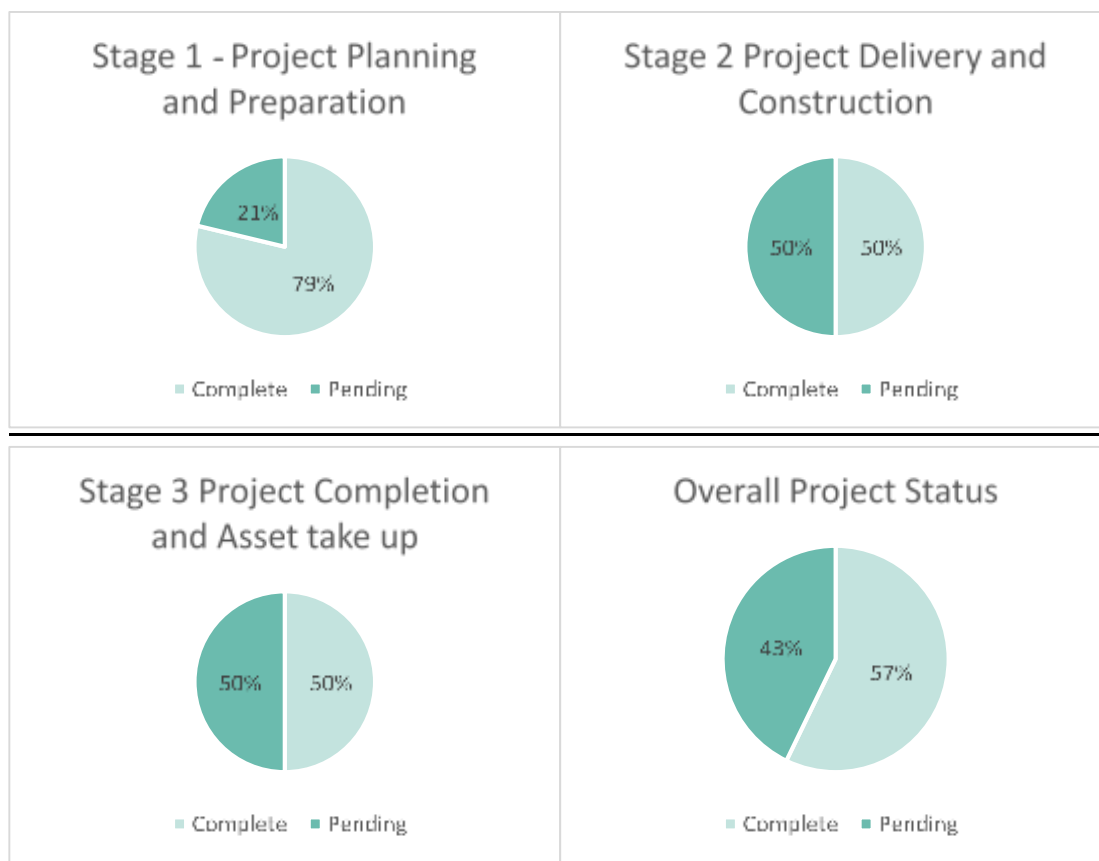 Stage 1 - Project Planning
and Preparation
21%
79%
Complete Pending
Stage 2 Project Delivery and
Construction
50% 50%
Complete Pending
Stage 3 Project Completion
and Asset take up
50% 50%
Complete Pending
Overall Project Status
43%
57%
Complete Pending